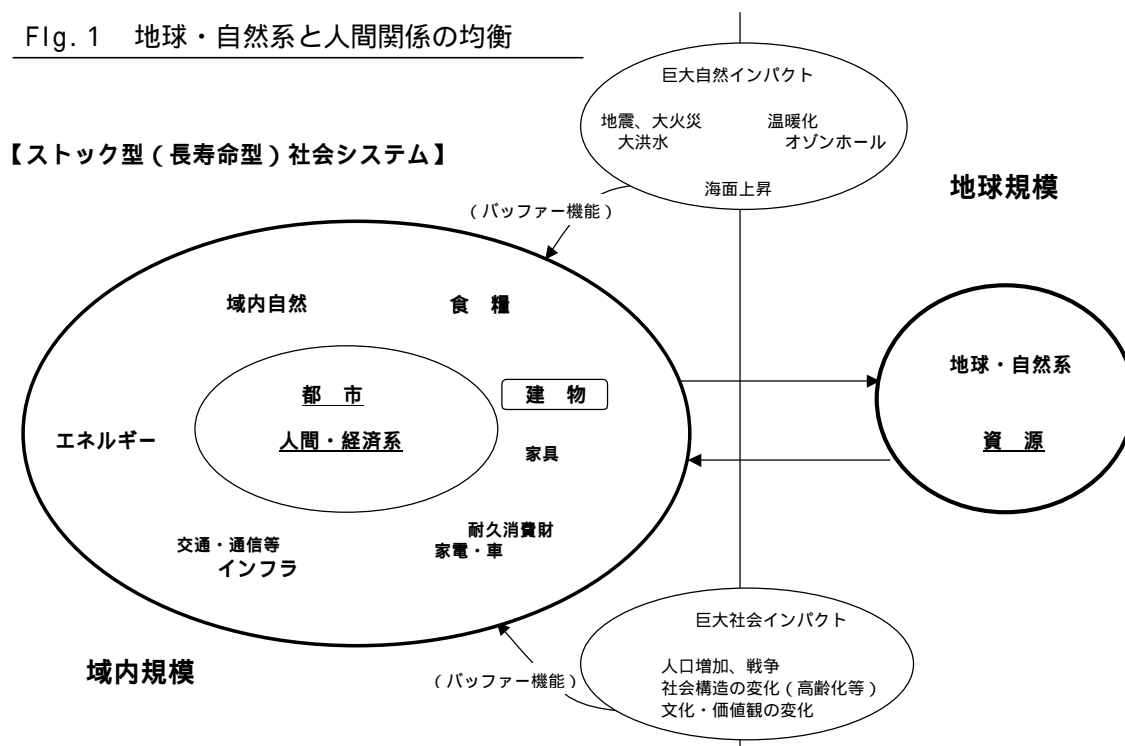 FIg. 1 地球・自然系と人間関係の均衡
巨大自然インパクト
地震、大火災 温暖化
大洪水 オゾンホール
海面上昇
【ストック型（長寿命型）社会システム】
地球規模
（バッファー機能）
域内自然 食 糧
都 市
人間・経済系
建 物
エネルギー
家具
地球・自然系
資 源
耐久消費財
家電・車
交通・通信等
インフラ
巨大社会インパクト
人口増加、戦争
社会構造の変化（高齢化等）
文化・価値観の変化
（バッファー機能）
域内規模